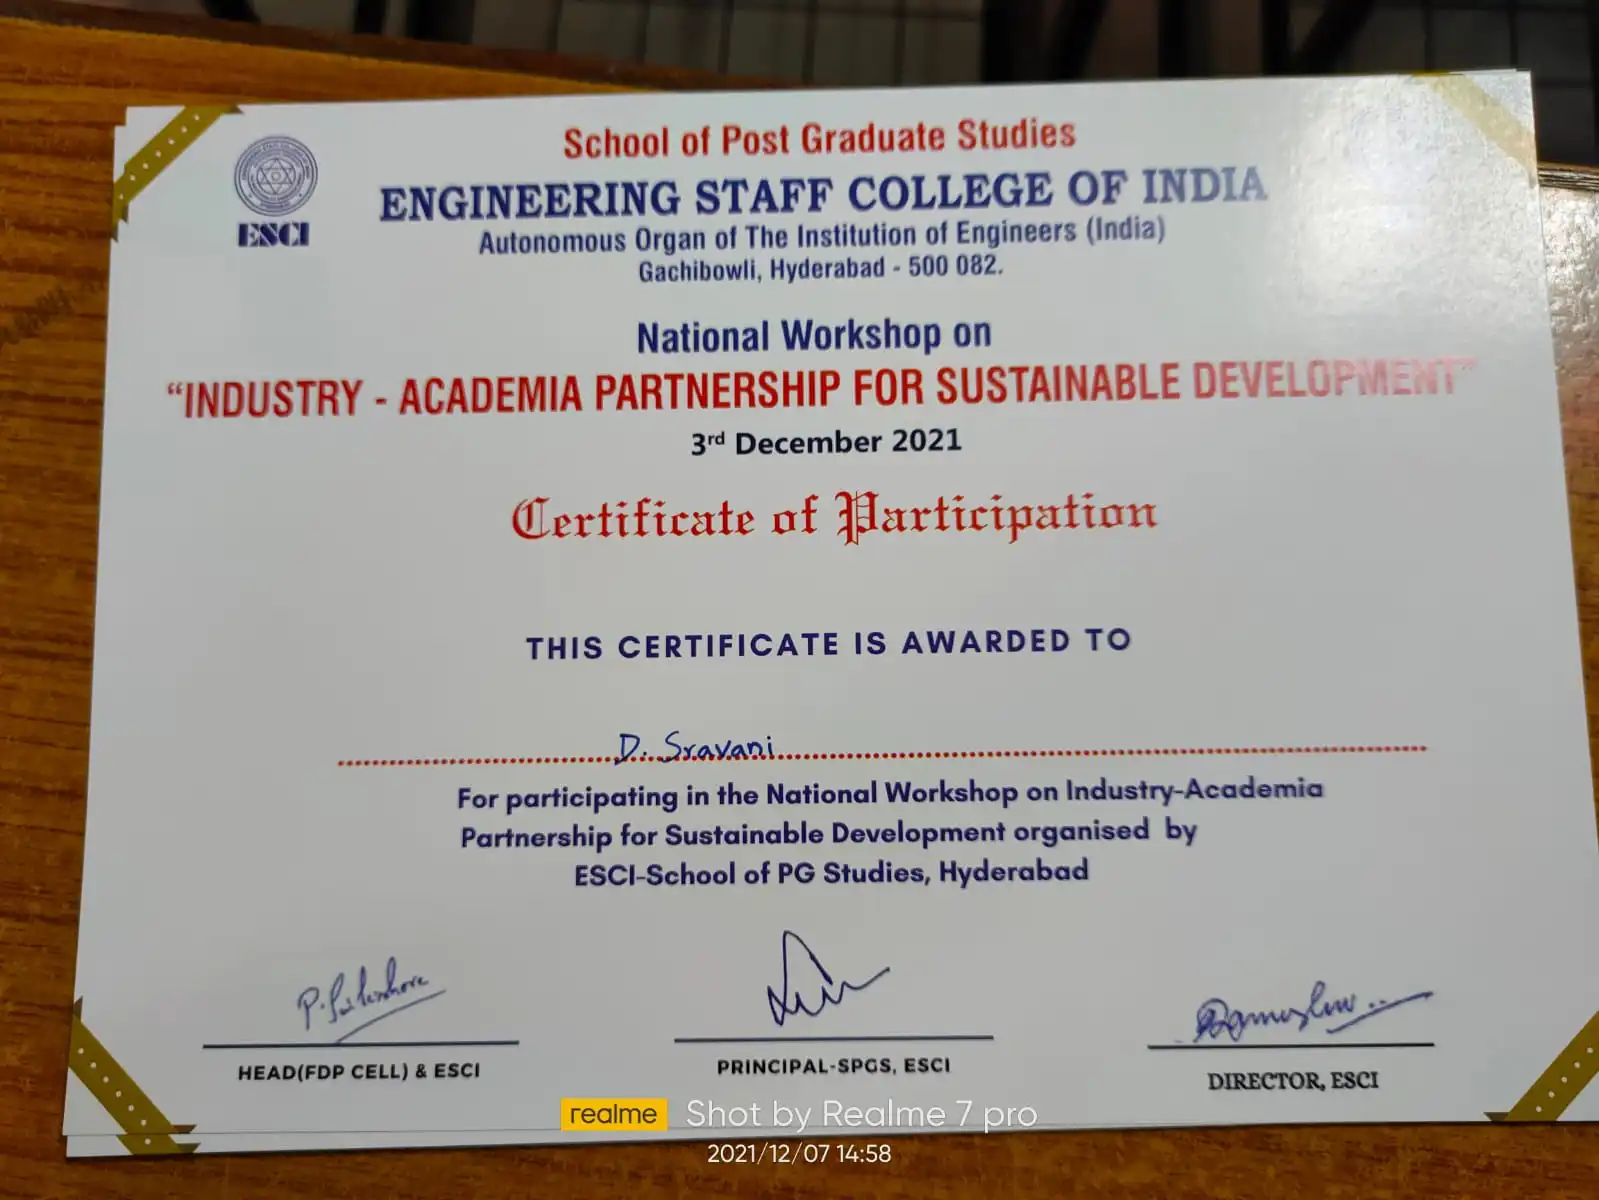 School of Post Graduate Studies
ENGINEERING STAFF COLLEGE OF INDIA
Autonomous Organ of The Institution of Engineers (India)
Gachibowli, Hyderabad - 500 082.
ESCI
National Workshop on
“INDUSTRY - ACADEMIA PARTNERSHIP FOR SUSTAINABLE DEVELOPMENT”
3rd December 2021
Certificate of Participation
THIS CERTIFICATE IS AWARDED TO
D. Sravani
For participating in the National Workshop on Industry-Academia
Partnership for Sustainable Development organised by
ESCI-School of PG Studies, Hyderabad
HEAD(FDP CELL) & ESCI
PRINCIPAL-SPGS, ESCI
DIRECTOR, ESCI
realme Shot by Realme 7 pro
2021/12/07 14:58